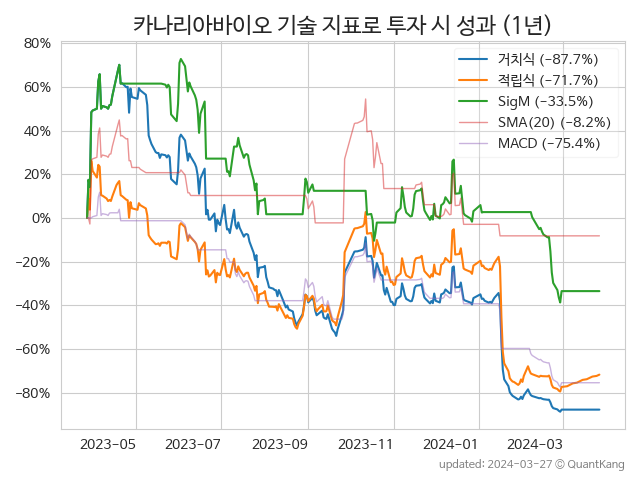 카나리아바이오 기술 지표로 투자 시 성과 (1년)
80%
60%
40%
20%
0%
−20%
−40%
−60%
−80%
거치식 (−87.7%)
적립식 (−71.7%)
SigM (−33.5%)
SMA(20) (−8.2%)
MACD (−75.4%)
2023−05
2023−07
2023−09
2023−11
2024−01
2024−03
updated: 2024−03−27 © QuantKang